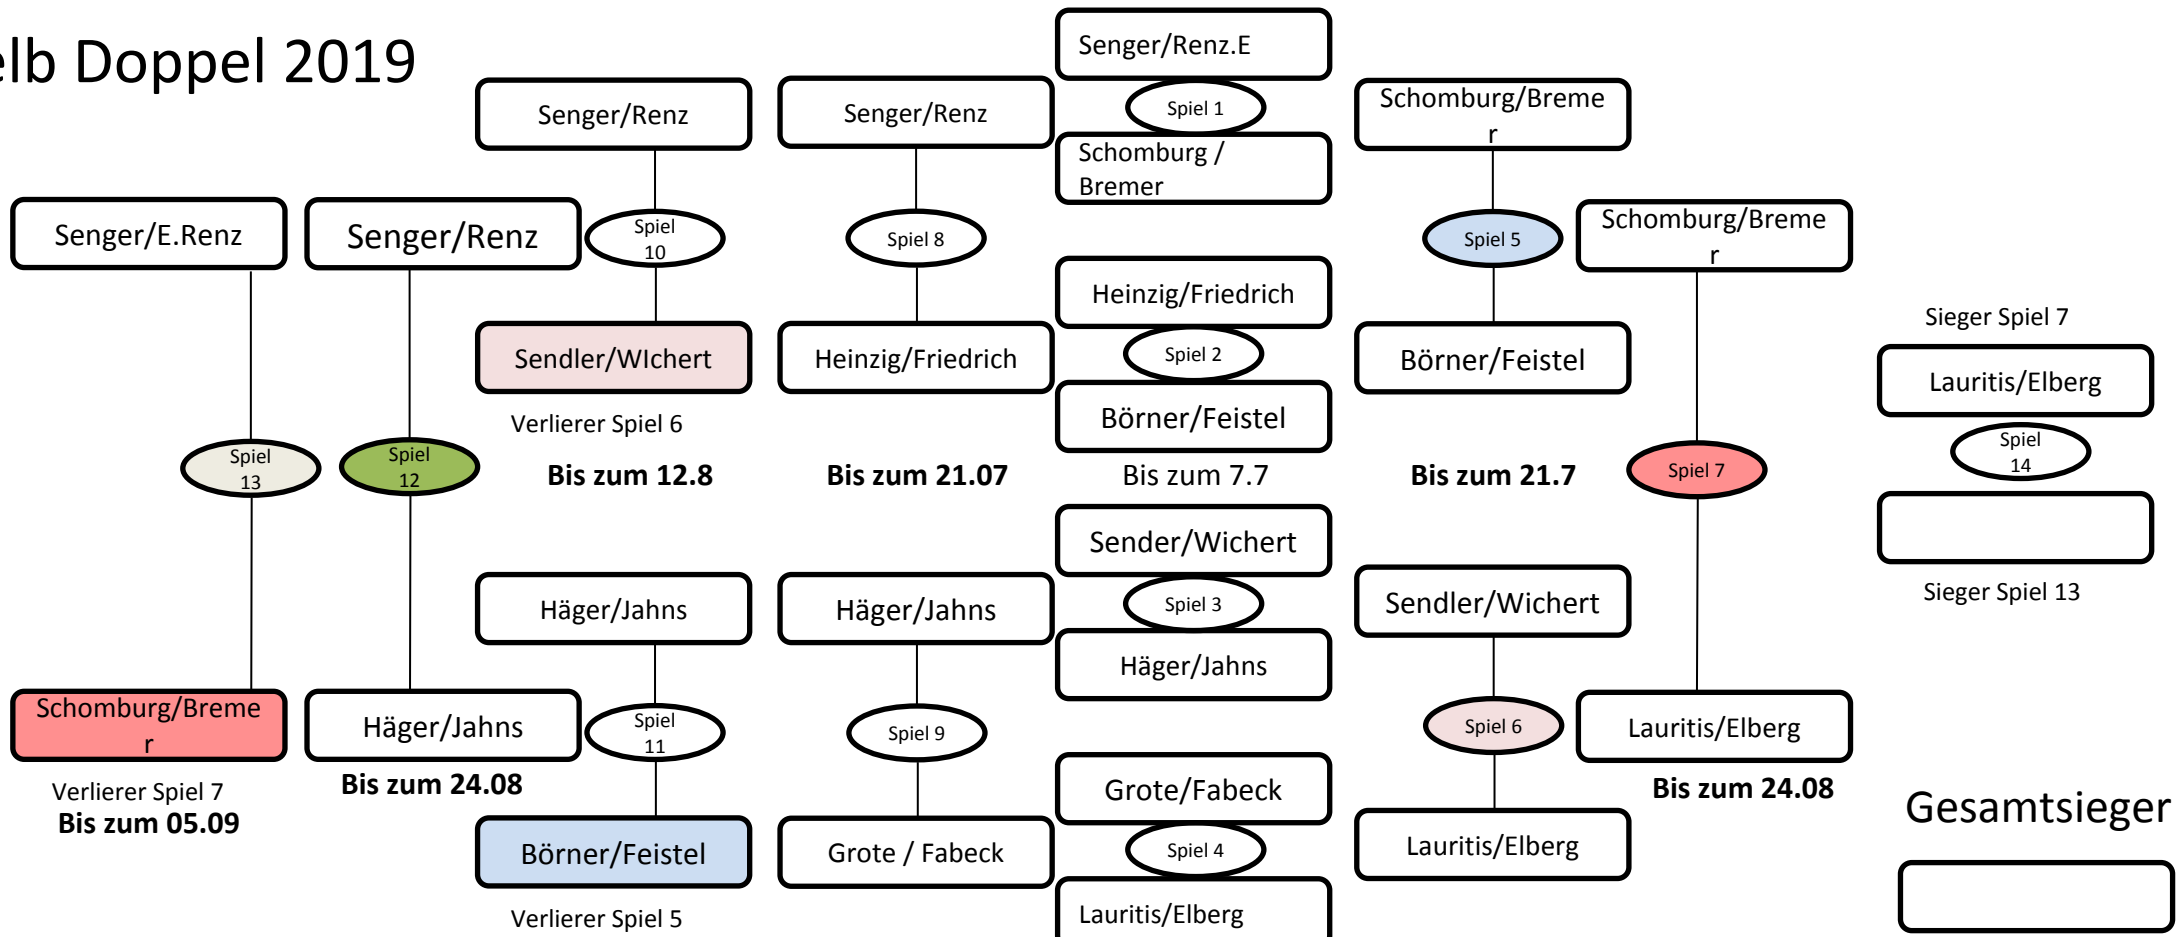 elb Doppel 2019
Senger/E.Renz
Spiel
13
Schomburg/Breme
r
Verlierer Spiel 7
Bis zum 05.09
Senger/Renz
Spiel
12
Häger/Jahns
Bis zum 24.08
Senger/Renz
Spiel
10
Sendler/WIchert
Verlierer Spiel 6
Bis zum 12.8
Häger/Jahns
Spiel
11
Börner/Feistel
Verlierer Spiel 5
Senger/Renz
Spiel 8
Heinzig/Friedrich
Bis zum 21.07
Häger/Jahns
Spiel 9
Grote / Fabeck
Senger/Renz.E
Spiel 1
Schomburg /
Bremer
Heinzig/Friedrich
Spiel 2
Börner/Feistel
Bis zum 7.7
Sender/Wichert
Spiel 3
Häger/Jahns
Grote/Fabeck
Spiel 4
Lauritis/Elberg
Schomburg/Breme
r
Spiel 5
Börner/Feistel
Bis zum 21.7
Sendler/Wichert
Spiel 6
Lauritis/Elberg
Schomburg/Breme
r
Spiel 7
Lauritis/Elberg
Bis zum 24.08
Sieger Spiel 7
Lauritis/Elberg
Spiel
14
Sieger Spiel 13
Gesamtsieger